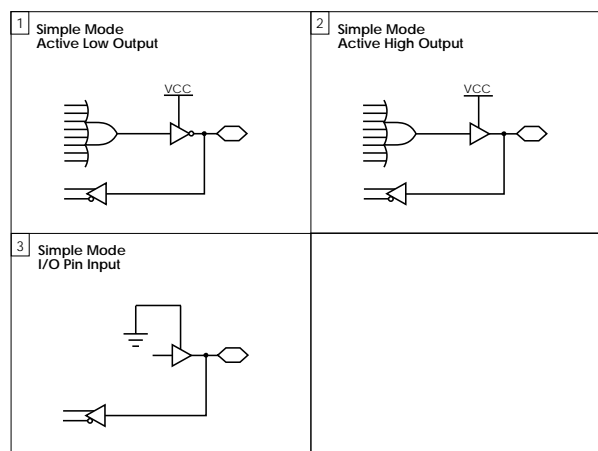 1
Simple Mode
Active Low Output
VCC
2
Simple Mode
Active High Output
VCC
3
Simple Mode
I/O Pin Input